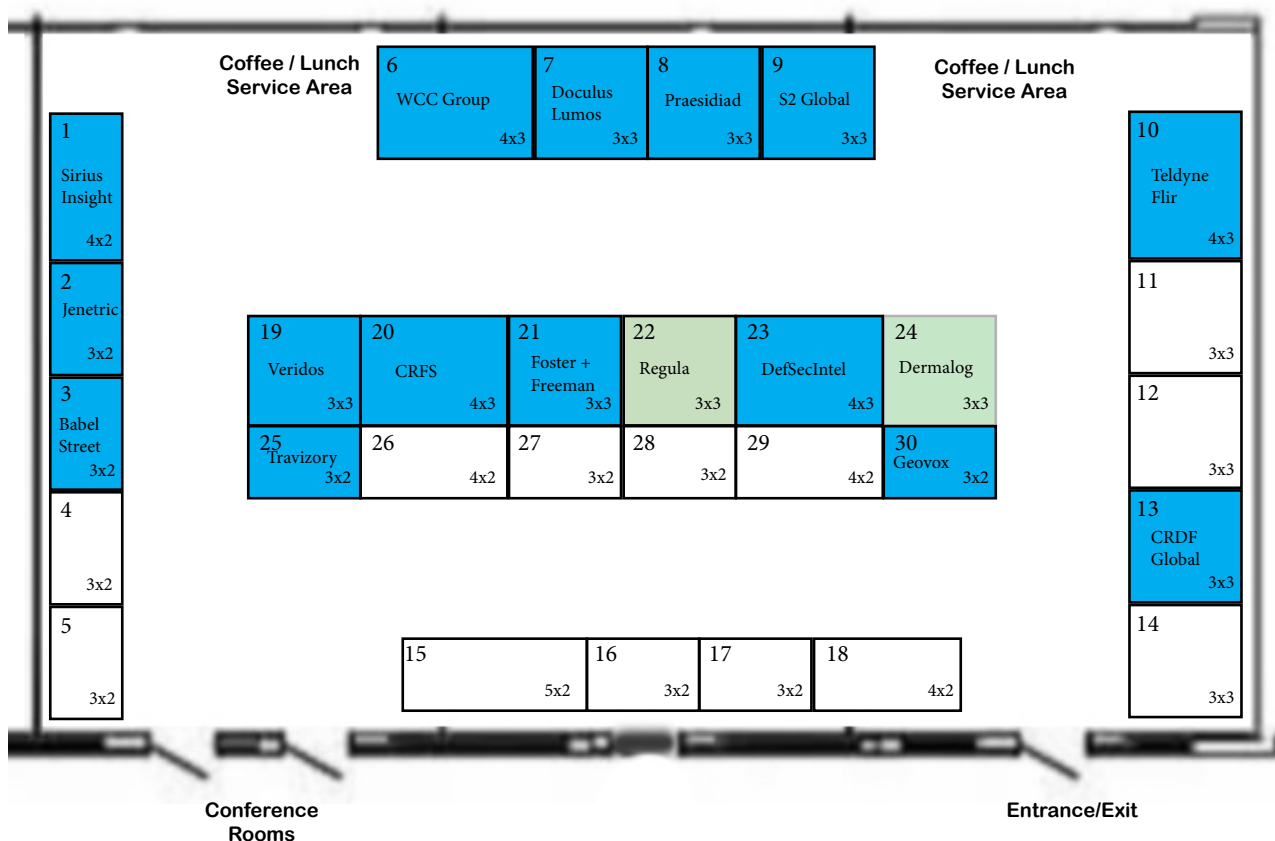 Coffee / Lunch
Service Area
6
WCC Group
4x3
7
Doculus
Lumos
3x3
8
Praesidiad
3x3
9
S2 Global
3x3
Coffee / Lunch
Service Area
1
Sirius
Insight
4x2
2
Jenetric
3x2
3
Babel
Street
3x2
4
3x2
5
3x2
10
Teldyne
Flir
4x3
11
3x3
12
3x3
13
CRDF
Global
3x3
14
3x3
19
Veridos
3x3
20
CRFS
4x3
21
Foster +
Freeman
3x3
22
Regula
3x3
23
DefSecIntel
4x3
24
Dermalog
3x3
25
Travizory
3x2
26
4x2
27
3x2
28
3x2
29
4x2
30
Geovox
3x2
15
5x2
16
3x2
17
3x2
18
4x2
Conference
Rooms
Entrance/Exit